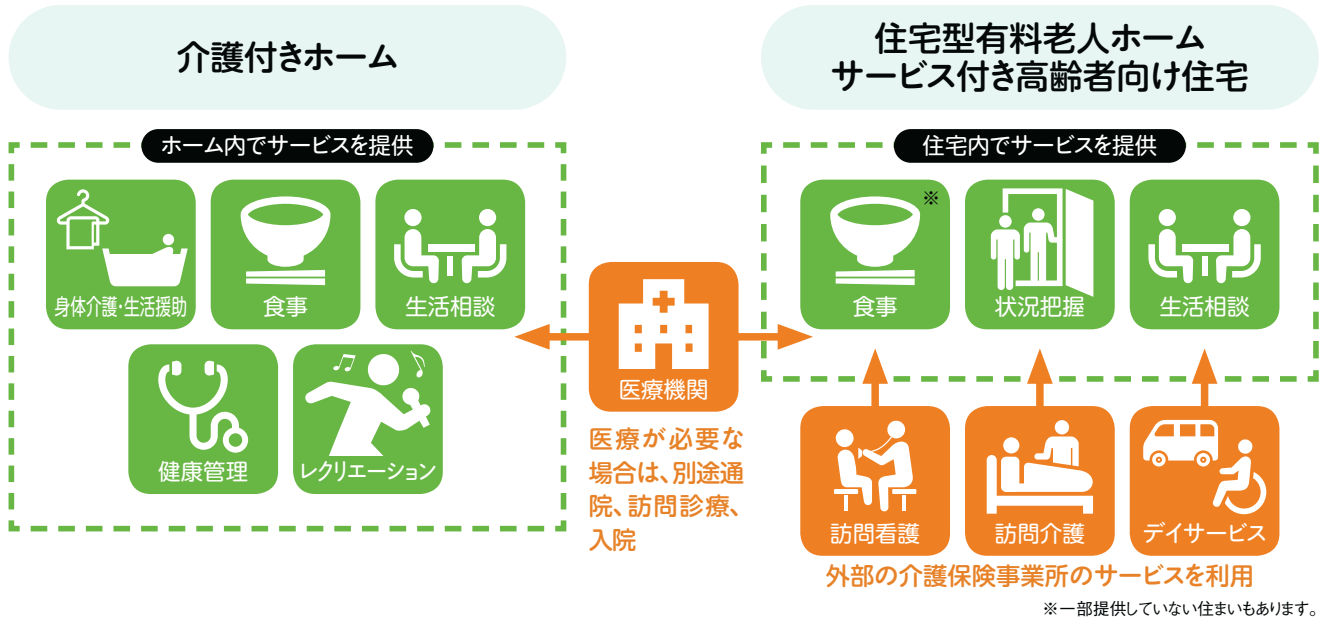 介護付きホーム
ホーム内でサービスを提供
身体介護・生活援助
食事
生活相談
健康管理
レクリエーション
医療機関
医療が必要な
場合は、別途通
院、訪問診療、
入院
住宅型有料老人ホーム
サービス付き高齢者向け住宅
住宅内でサービスを提供
※
食事
状況把握
生活相談
訪問看護
訪問介護
デイサービス
外部の介護保険事業所のサービスを利用
※一部提供していない住まいもあります。